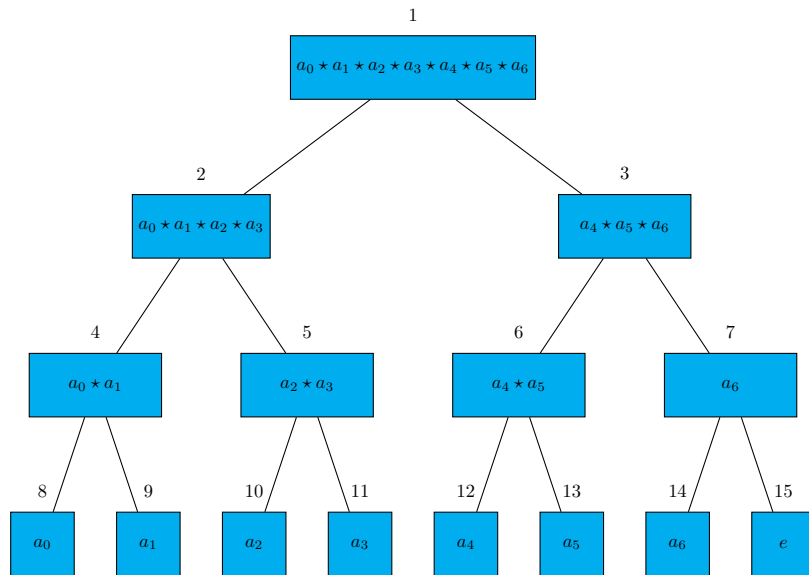 1
a₀ ⋆ a₁ ⋆ a₂ ⋆ a₃ ⋆ a₄ ⋆ a₅ ⋆ a₆
2 3
a₀ ⋆ a₁ ⋆ a₂ ⋆ a₃ a₄ ⋆ a₅ ⋆ a₆
4 5 6 7
a₀ ⋆ a₁ a₂ ⋆ a₃ a₄ ⋆ a₅ a₆
8 9 10 11 12 13 14 15
a₀ a₁ a₂ a₃ a₄ a₅ a₆ e